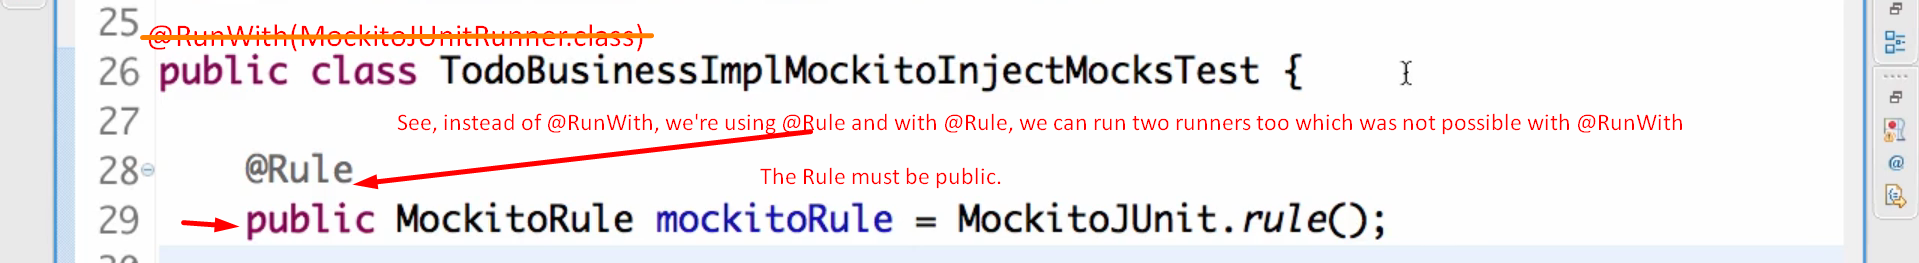 25 @RunWith(MockitoJUnitRunner.class)
26 public class TodoBusinessImplMockitoInjectMocksTest {
27 See, instead of @RunWith, we're using @Rule and with @Rule, we can run two runners too which was not possible with @RunWith
28 @Rule
The Rule must be public.
29 public MockitoRule mockitoRule = MockitoJUnit.rule();